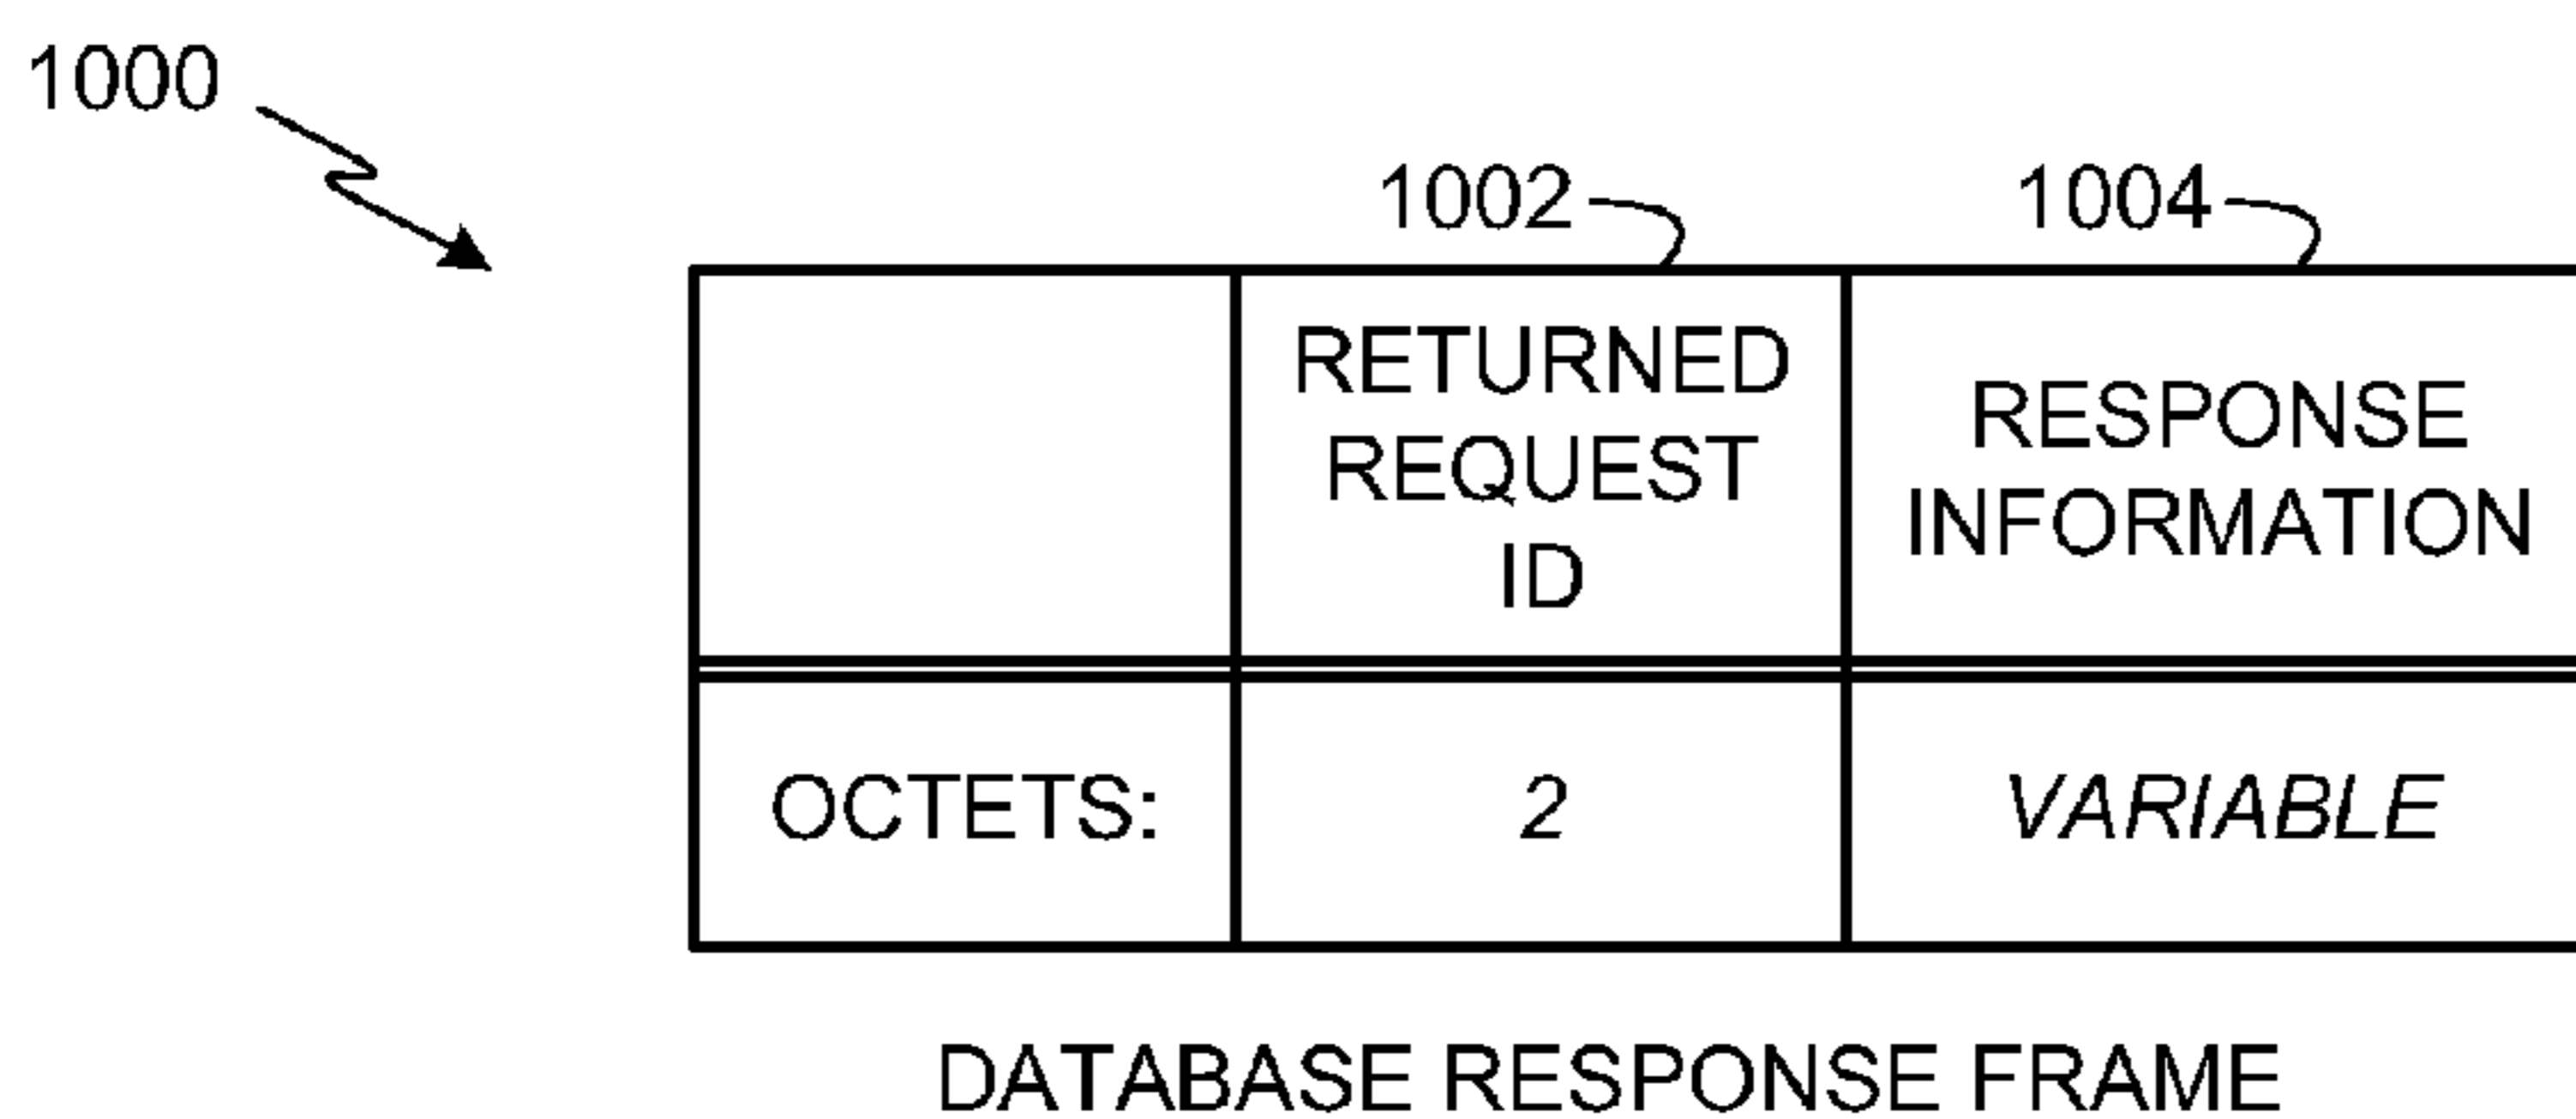 1000
1002
1004
RETURNED
REQUEST
ID
RESPONSE
INFORMATION
OCTETS:
2
VARIABLE
DATABASE RESPONSE FRAME